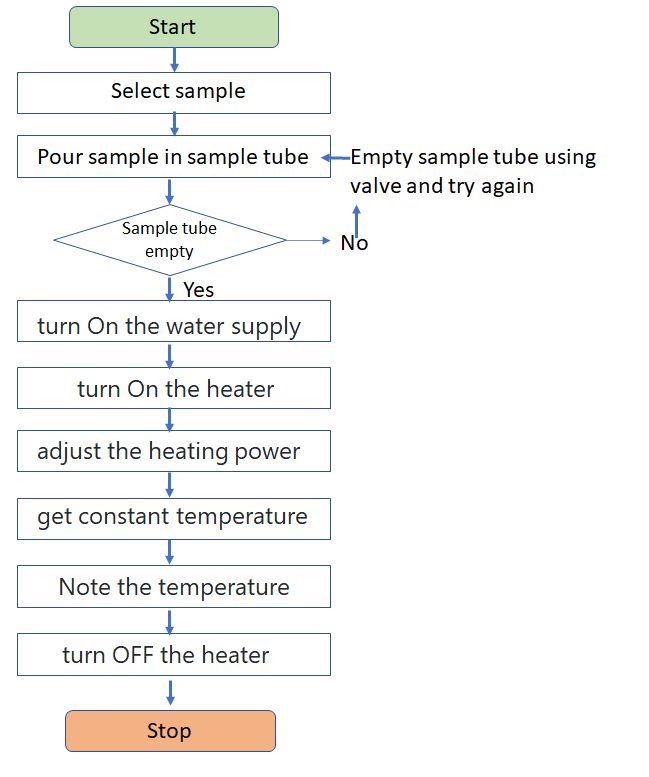 Start
Select sample
Pour sample in sample tube
Empty sample tube using
valve and try again
Sample tube
empty
No
Yes
turn On the water supply
turn On the heater
adjust the heating power
get constant temperature
Note the temperature
turn OFF the heater
Stop